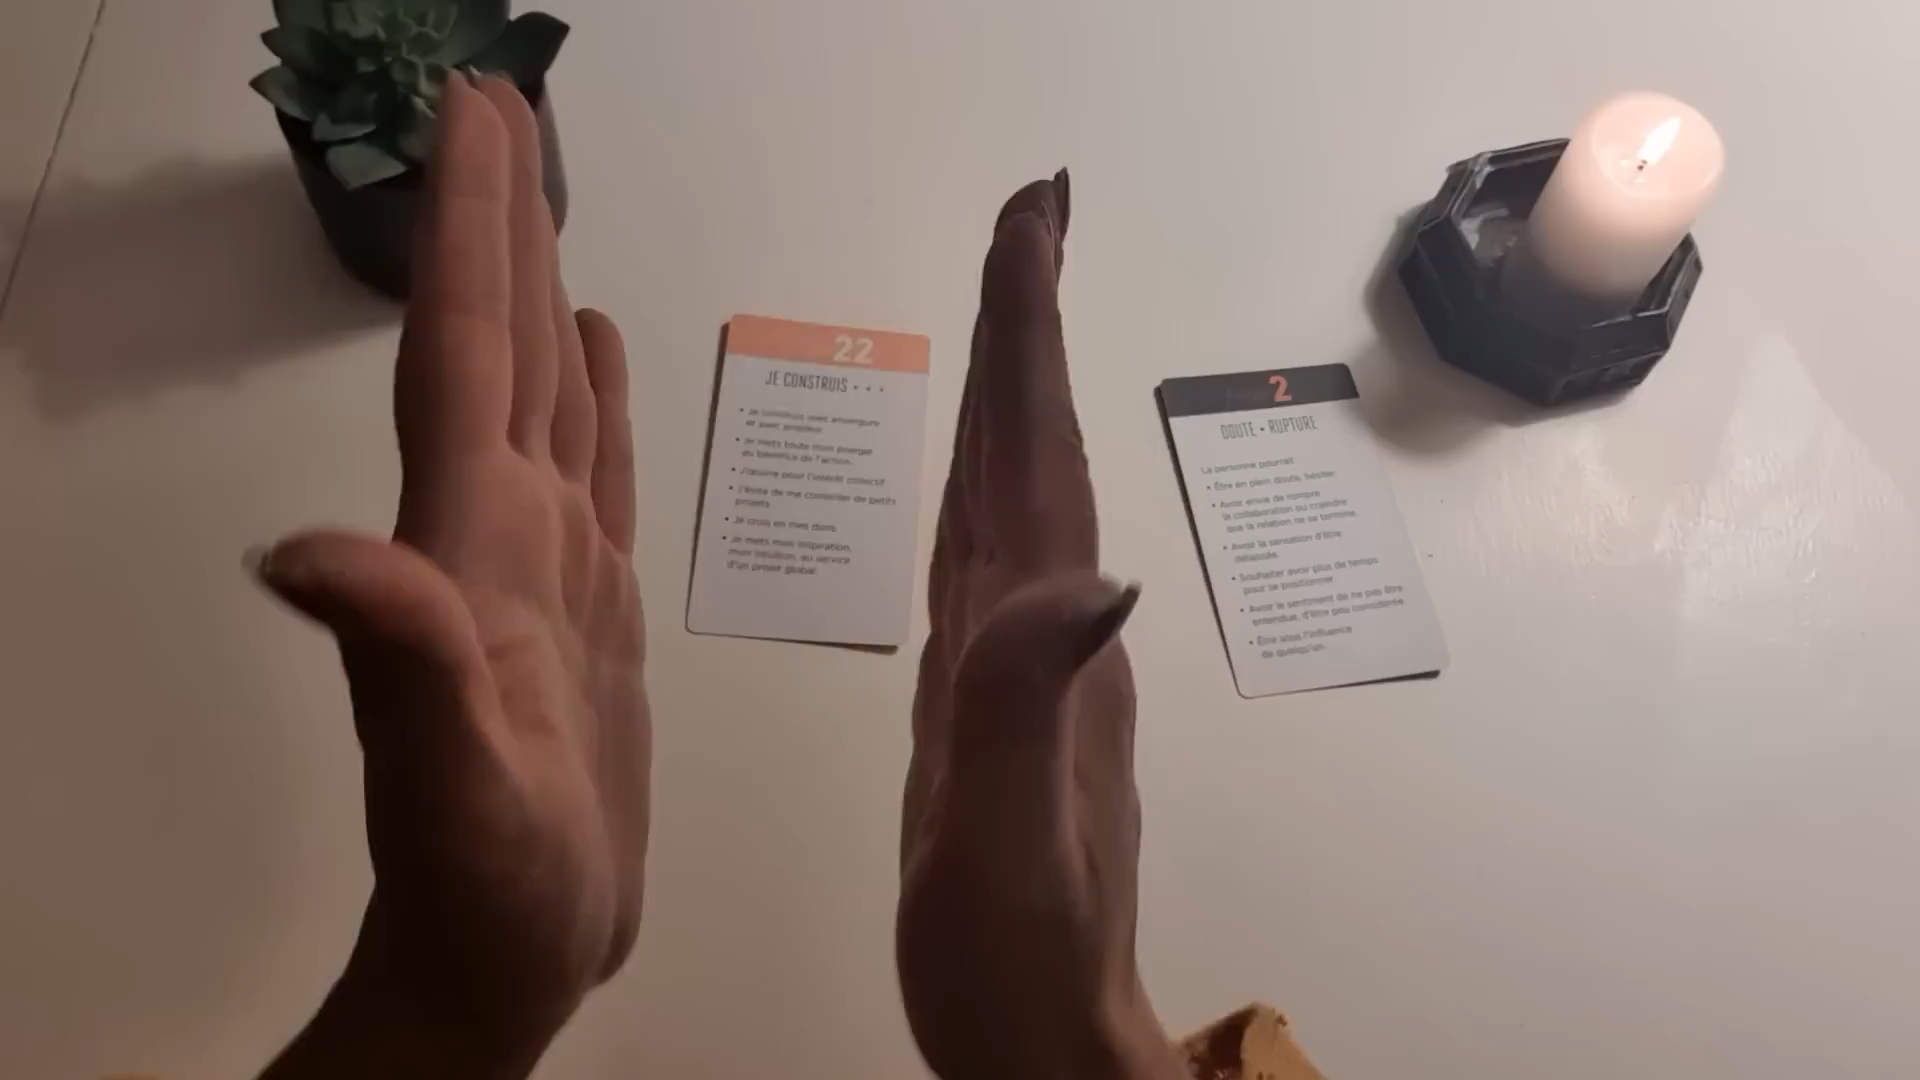 22
JE CONSTRUIS • • •
• Je construis avec envergure
et avec ambition.
• Je mets toute mon énergie
au bénéfice de l'action.
• J'œuvre pour l'intérêt collectif.
• J'évite de me contenter de petits
projets.
• Je crois en mes dons.
• Je mets mon inspiration,
mon intuition, au service
d'un projet global.
2
DOUTE • RUPTURE
La personne pourrait
• Être en plein doute, hésiter.
• Avoir envie de rompre
la collaboration ou craindre
que la relation ne se termine.
• Avoir la sensation d'être
délaissée.
• Souhaiter avoir plus de temps
pour se positionner.
• Avoir le sentiment de ne pas être
entendue, d'être peu considérée.
• Être sous l'influence
de quelqu'un.